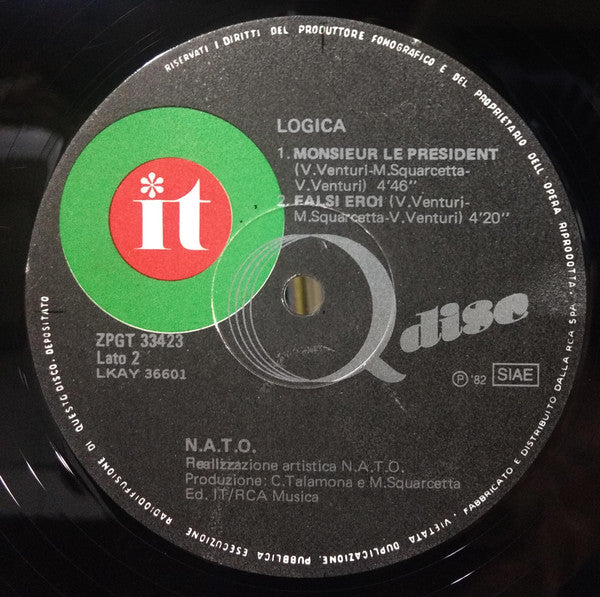 RISERVATI I DIRITTI DEL PRODUTTORE FONOGRAFICO E DEL PROPRIETARIO DELL'OPERA RIPRODOTTA
it
LOGICA
1. MONSIEUR LE PRESIDENT
(V.Venturi-M.Squarcetta-
V.Venturi) 4'46"
2. FALSI EROI (V.Venturi-
M.Squarcetta-V.Venturi) 4'20"
Q disc
ZPGT 33423
Lato 2
LKAY 36601
Ⓟ '82 SIAE
N.A.T.O.
Realizzazione artistica N.A.T.O.
Produzione: C.Talamona e M.Squarcetta
Ed. IT/RCA Musica
FABBRICATO E DISTRIBUITO DALLA RCA SPA · VIETATA DUPLICAZIONE, PUBBLICA ESECUZIONE RADIODIFFUSIONE DI QUESTO DISCO. DEPOSITATO